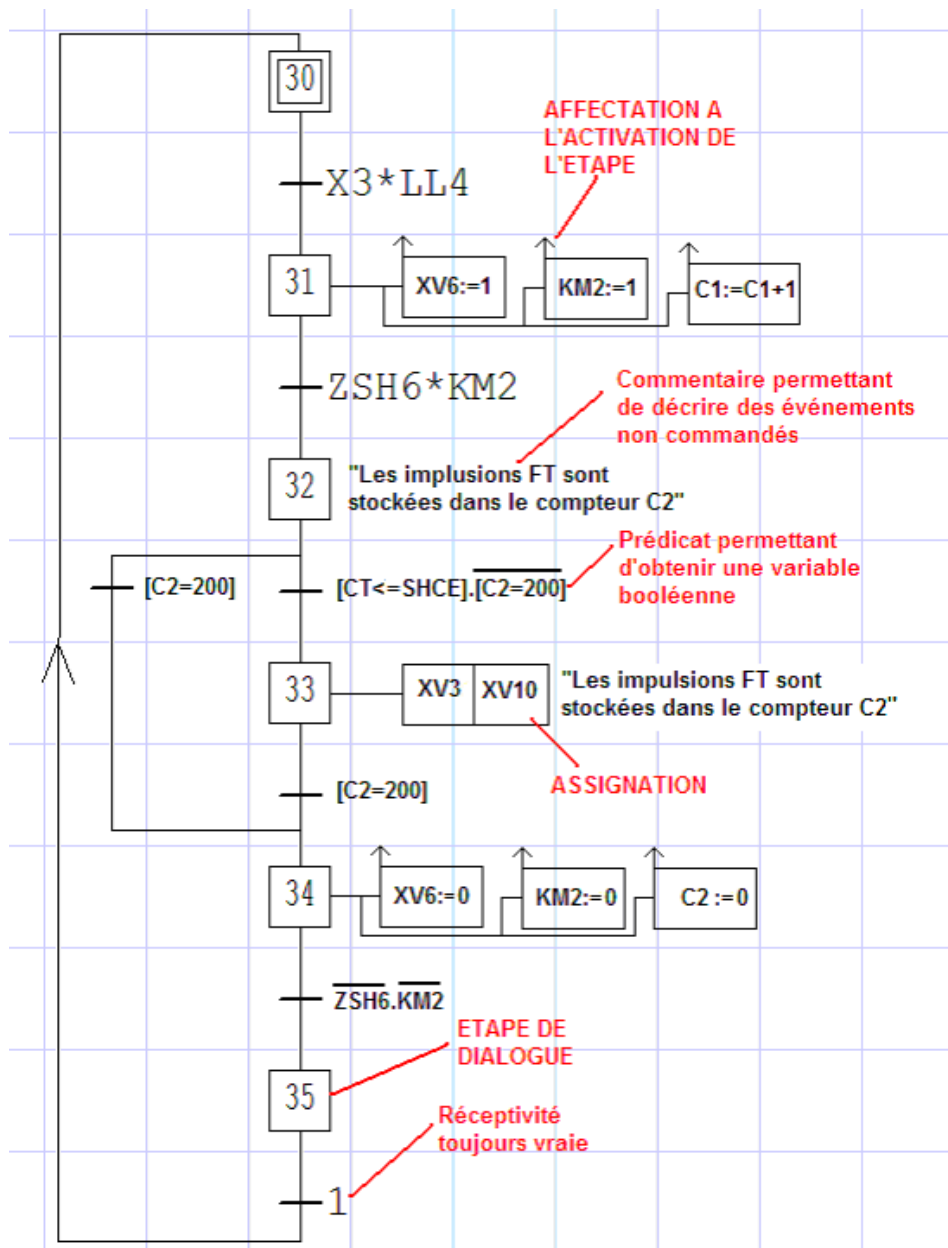 30
AFFECTATION A
L'ACTIVATION DE
L'ETAPE
X3*LL4
31
XV6:=1
KM2:=1
C1:=C1+1
ZSH6*KM2
Commentaire permettant
de décrire des événements
non commandés
32
"Les implusions FT sont
stockées dans le compteur C2"
Prédicat permettant
d'obtenir une variable
booléenne
[C2=200]
[CT<=SHCE].[C2=200]
33
XV3
XV10
"Les impulsions FT sont
stockées dans le compteur C2"
[C2=200]
ASSIGNATION
34
XV6:=0
KM2:=0
C2 :=0
ZSH6.KM2
ETAPE DE
DIALOGUE
35
Réceptivité
toujours vraie
1